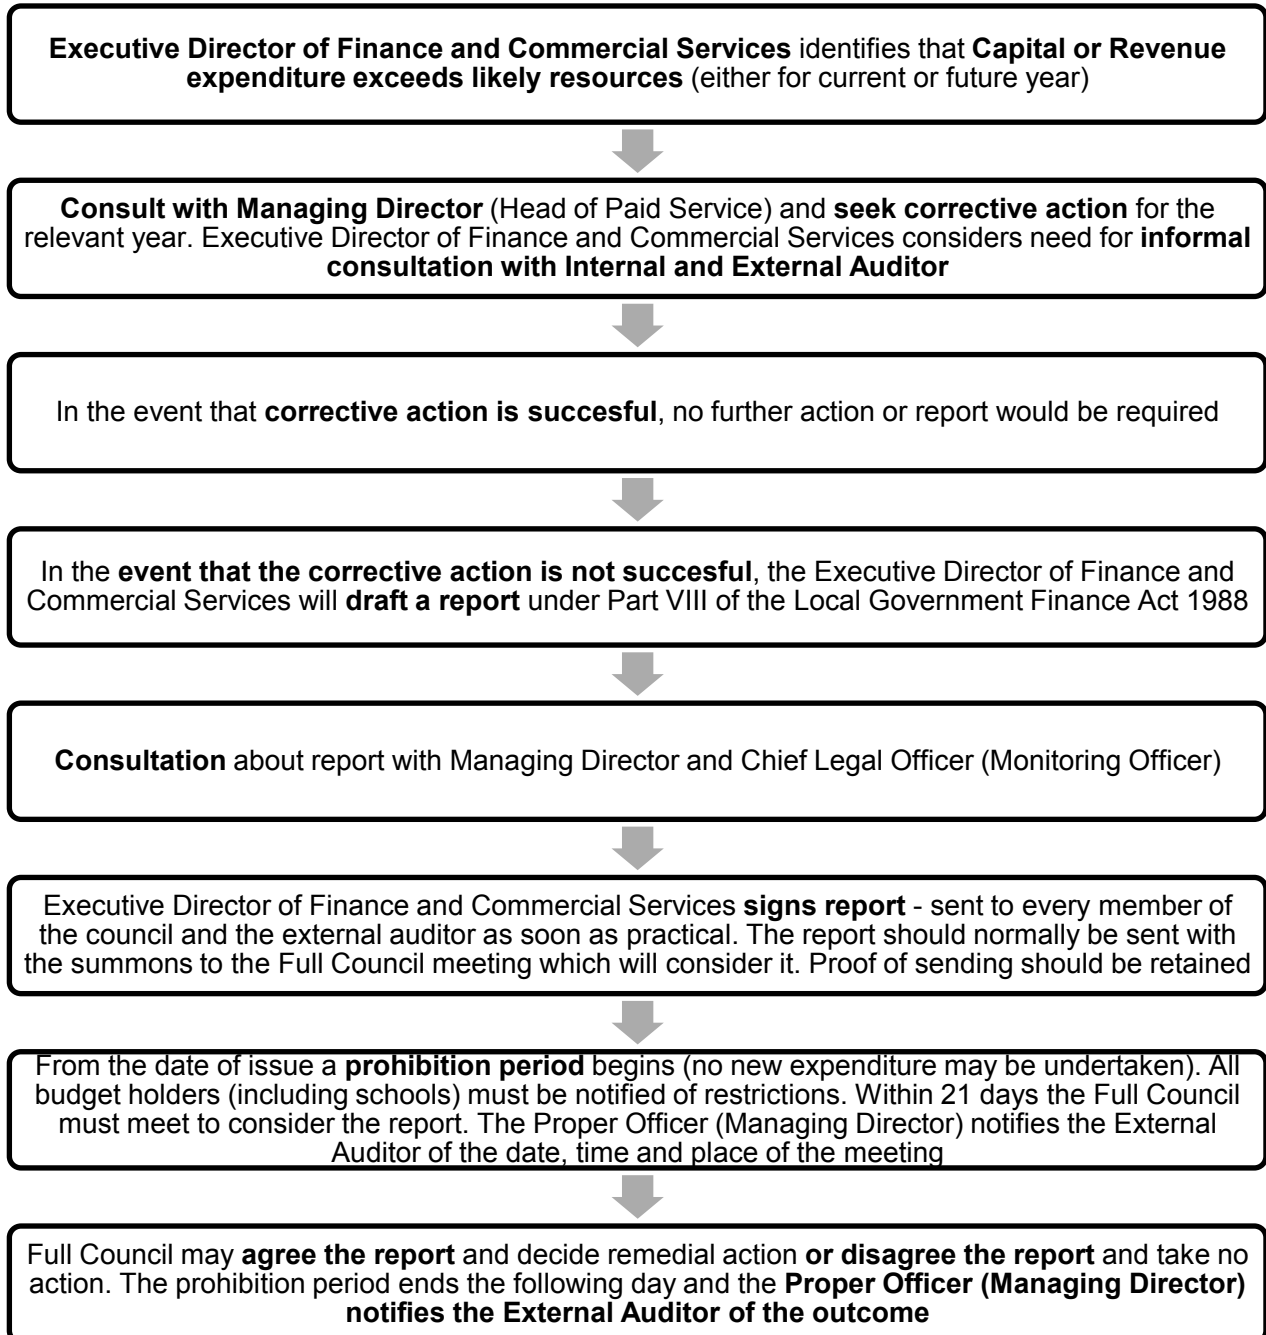 Executive Director of Finance and Commercial Services identifies that Capital or Revenue
expenditure exceeds likely resources (either for current or future year)
Consult with Managing Director (Head of Paid Service) and seek corrective action for the
relevant year. Executive Director of Finance and Commercial Services considers need for informal
consultation with Internal and External Auditor
In the event that corrective action is succesful, no further action or report would be required
In the event that the corrective action is not succesful, the Executive Director of Finance and
Commercial Services will draft a report under Part VIII of the Local Government Finance Act 1988
Consultation about report with Managing Director and Chief Legal Officer (Monitoring Officer)
Executive Director of Finance and Commercial Services signs report - sent to every member of
the council and the external auditor as soon as practical. The report should normally be sent with
the summons to the Full Council meeting which will consider it. Proof of sending should be retained
From the date of issue a prohibition period begins (no new expenditure may be undertaken). All
budget holders (including schools) must be notified of restrictions. Within 21 days the Full Council
must meet to consider the report. The Proper Officer (Managing Director) notifies the External
Auditor of the date, time and place of the meeting
Full Council may agree the report and decide remedial action or disagree the report and take no
action. The prohibition period ends the following day and the Proper Officer (Managing Director)
notifies the External Auditor of the outcome